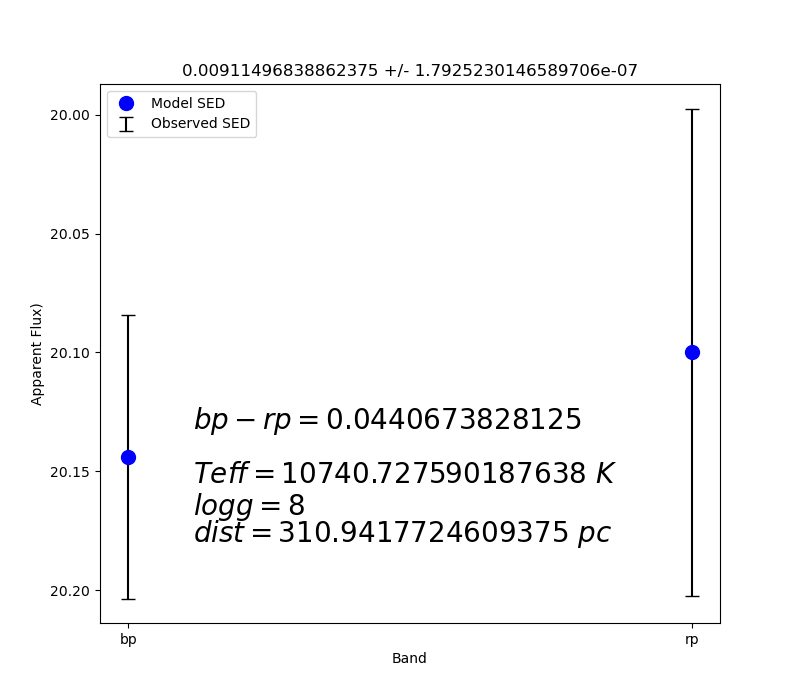 0.00911496838862375 +/- 1.7925230146589706e-07
Model SED
Observed SED
20.00
20.05
20.10
20.15
20.20
Apparent Flux)
bp − rp = 0.0440673828125
Teff = 10740.727590187638 K
logg = 8
dist = 310.9417724609375 pc
bp
rp
Band